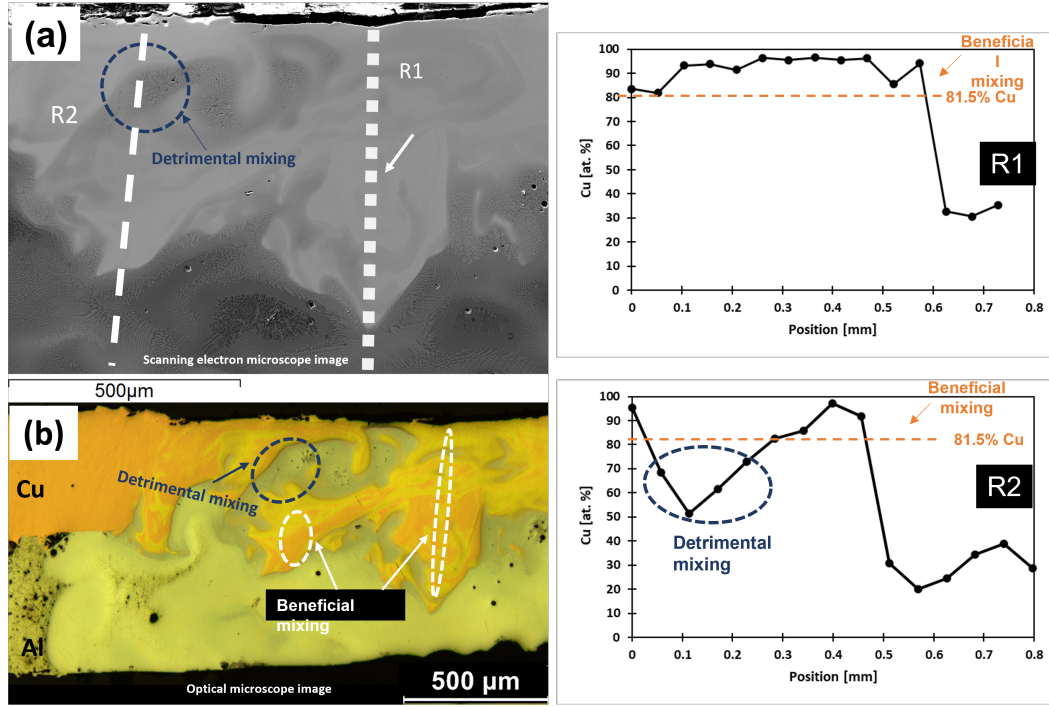 (a)
R1
R2
Detrimental mixing
Scanning electron microscope image
500μm
(b)
Detrimental
mixing
Cu
Beneficial
mixing
Al
Optical microscope image
500 μm
100
90
80
70
60
50
40
30
20
10
0
Cu [at. %]
0 0.1 0.2 0.3 0.4 0.5 0.6 0.7 0.8
Position [mm]
Beneficia
l
mixing
81.5% Cu
R1
100
90
80
70
60
50
40
30
20
10
0
Cu [at. %]
0 0.1 0.2 0.3 0.4 0.5 0.6 0.7 0.8
Position [mm]
Beneficial
mixing
81.5% Cu
R2
Detrimental
mixing